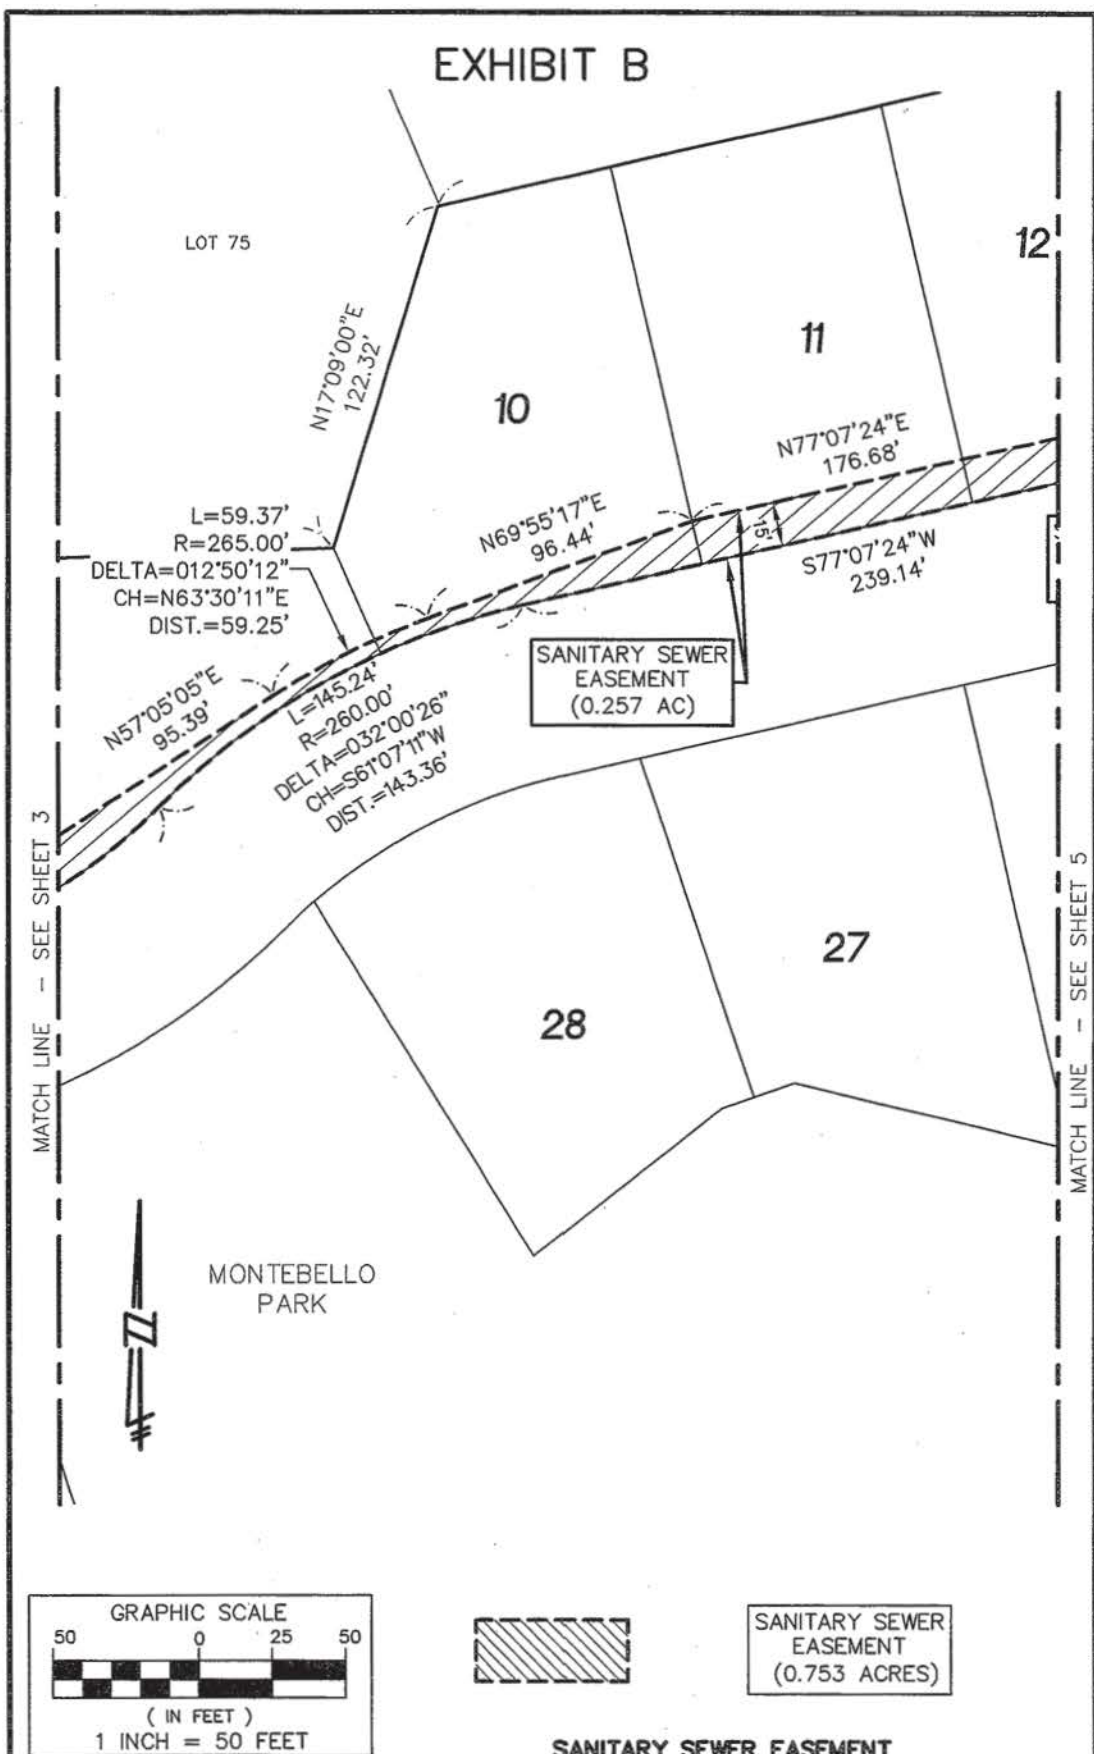 EXHIBIT B
LOT 75
12
11
10
N17°09'00"E
122.32'
N77°07'24"E
176.68'
L=59.37'
R=265.00'
DELTA=012°50'12"
CH=N63°30'11"E
DIST.=59.25'
N69°55'17"E
96.44'
15'
S77°07'24"W
239.14'
SANITARY SEWER
EASEMENT
(0.257 AC)
N57°05'05"E
95.39'
L=145.24'
R=260.00'
DELTA=032°00'26"
CH=S61°07'11"W
DIST.=143.36'
MATCH LINE - SEE SHEET 3
MATCH LINE - SEE SHEET 5
27
28
MONTEBELLO
PARK
N
GRAPHIC SCALE
50 0 25 50
( IN FEET )
1 INCH = 50 FEET
SANITARY SEWER
EASEMENT
(0.753 ACRES)
SANITARY SEWER EASEMENT